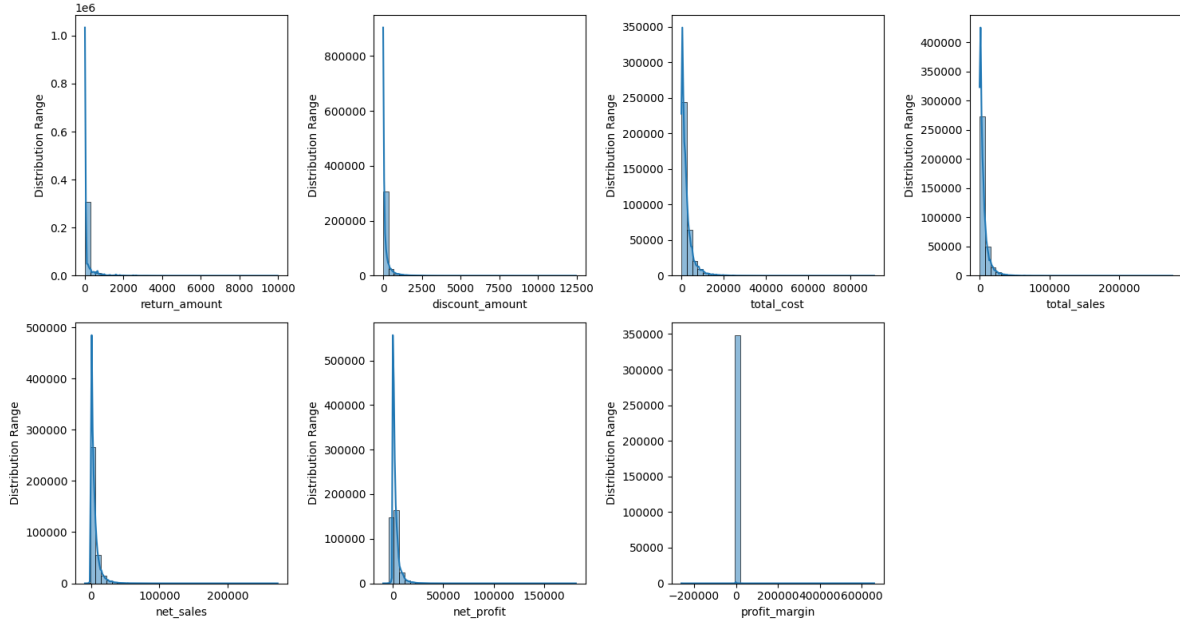 1e6
1.0
0.8
0.6
0.4
0.2
0.0
Distribution Range
0 2000 4000 6000 8000 10000
return_amount
800000
600000
400000
200000
0
Distribution Range
0 2500 5000 7500 10000 12500
discount_amount
350000
300000
250000
200000
150000
100000
50000
0
Distribution Range
0 20000 40000 60000 80000
total_cost
400000
350000
300000
250000
200000
150000
100000
50000
0
Distribution Range
0 100000 200000
total_sales
500000
400000
300000
200000
100000
0
Distribution Range
0 100000 200000
net_sales
500000
400000
300000
200000
100000
0
Distribution Range
0 50000 100000 150000
net_profit
350000
300000
250000
200000
150000
100000
50000
0
Distribution Range
−200000 0 200000 400000 600000
profit_margin